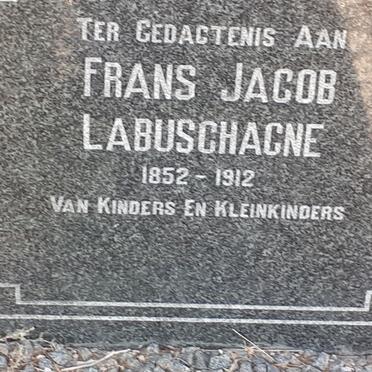 TER GEDACTENIS AAN
FRANS JACOB
LABUSCHAGNE
1852 - 1912
VAN KINDERS EN KLEINKINDERS